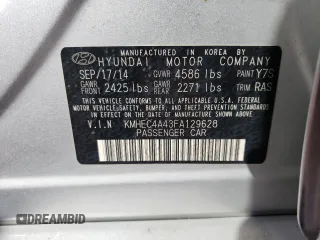 MANUFACTURED IN KOREA BY
HYUNDAI MOTOR COMPANY
SEP/17/14 GVWR 4586 lbs PAINT Y7S
GAWR FRONT 2425 lbs GAWR REAR 2271 lbs TRIM RAS
THIS VEHICLE CONFORMS TO ALL APPLICABLE U.S. FEDERAL
MOTOR VEHICLE SAFETY, BUMPER, AND THEFT PREVENTION
STANDARDS IN EFFECT ON THE DATE OF MANUFACTURE SHOWN ABOVE.
V.I.N KMHEC4A43FA129628
PASSENGER CAR
© DREAMBID